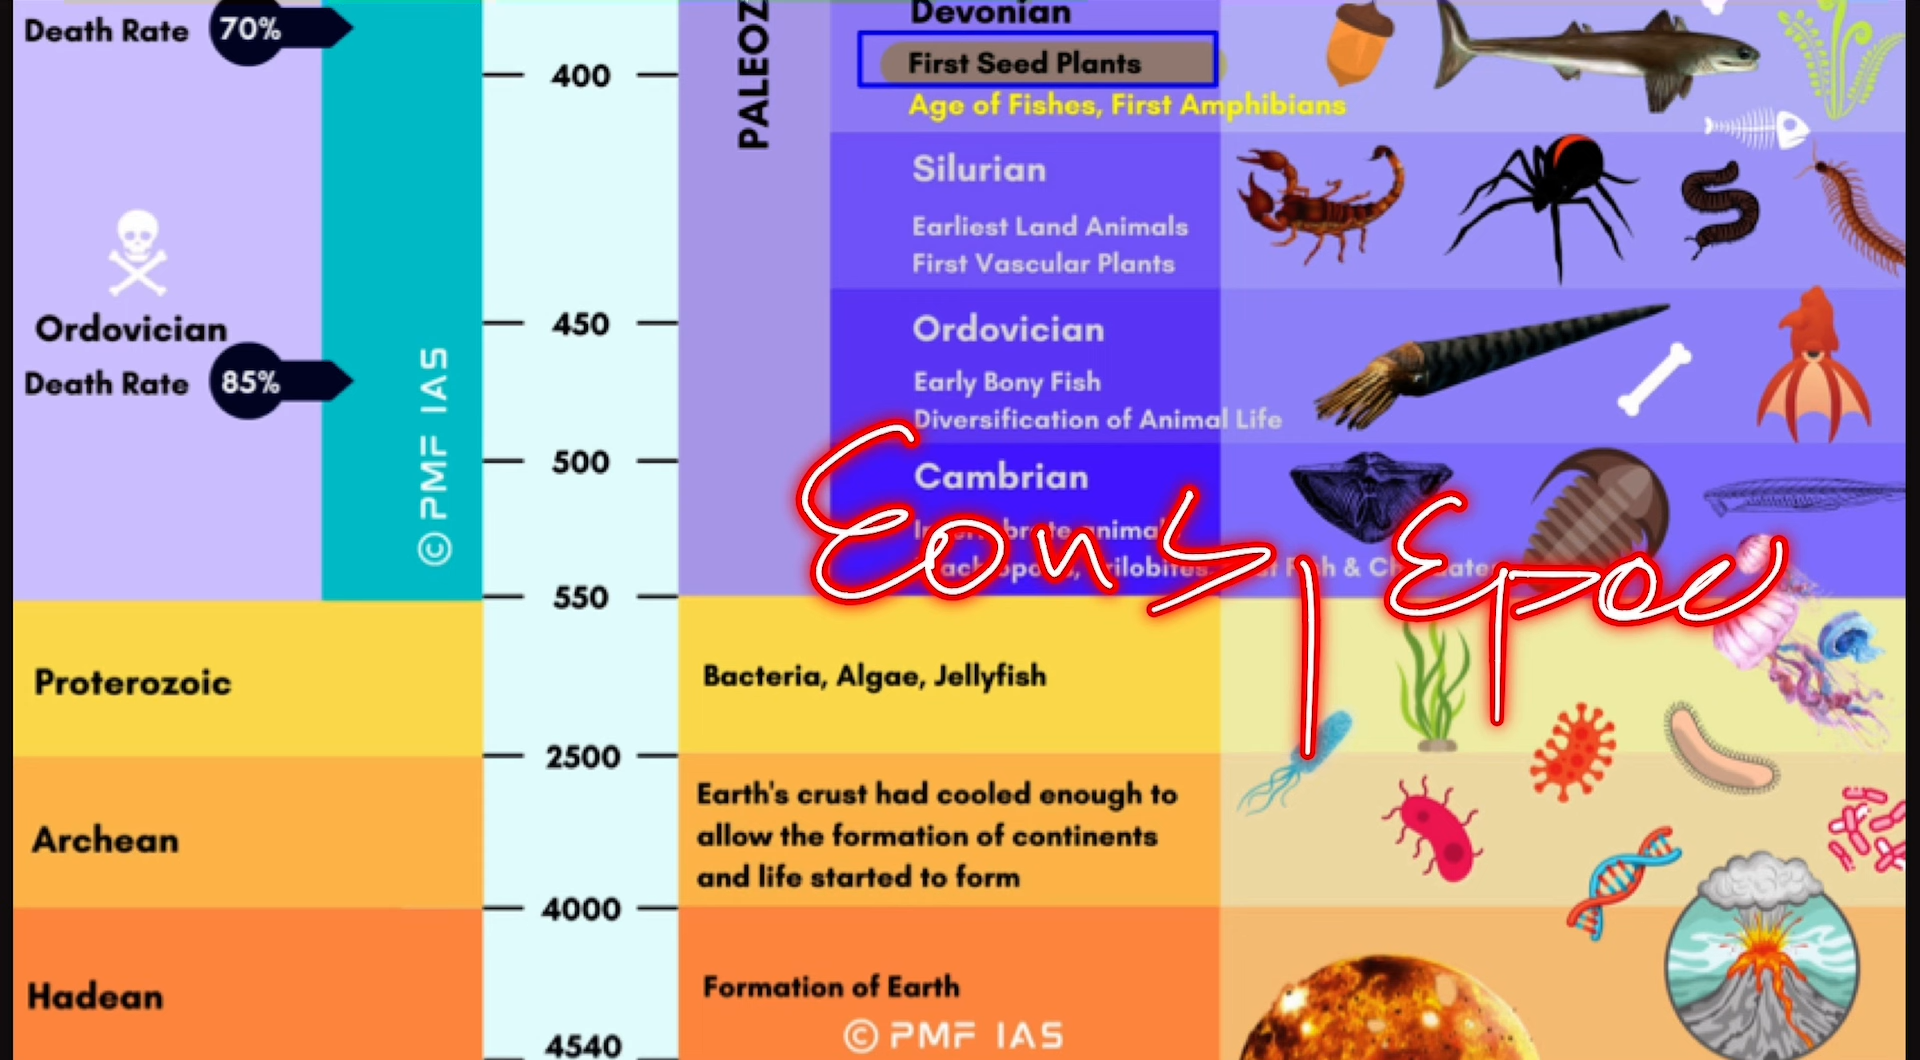 Death Rate 70%
Ordovician
Death Rate 85%
Proterozoic
Archean
Hadean
© PMF IAS
400
450
500
550
2500
4000
4540
PALEOZ
Devonian
First Seed Plants
Age of Fishes, First Amphibians
Silurian
Earliest Land Animals
First Vascular Plants
Ordovician
Early Bony Fish
Diversification of Animal Life
Cambrian
Eons,
Bacteria, Algae, Jellyfish
Earth's crust had cooled enough to
allow the formation of continents
and life started to form
Formation of Earth
© PMF IAS